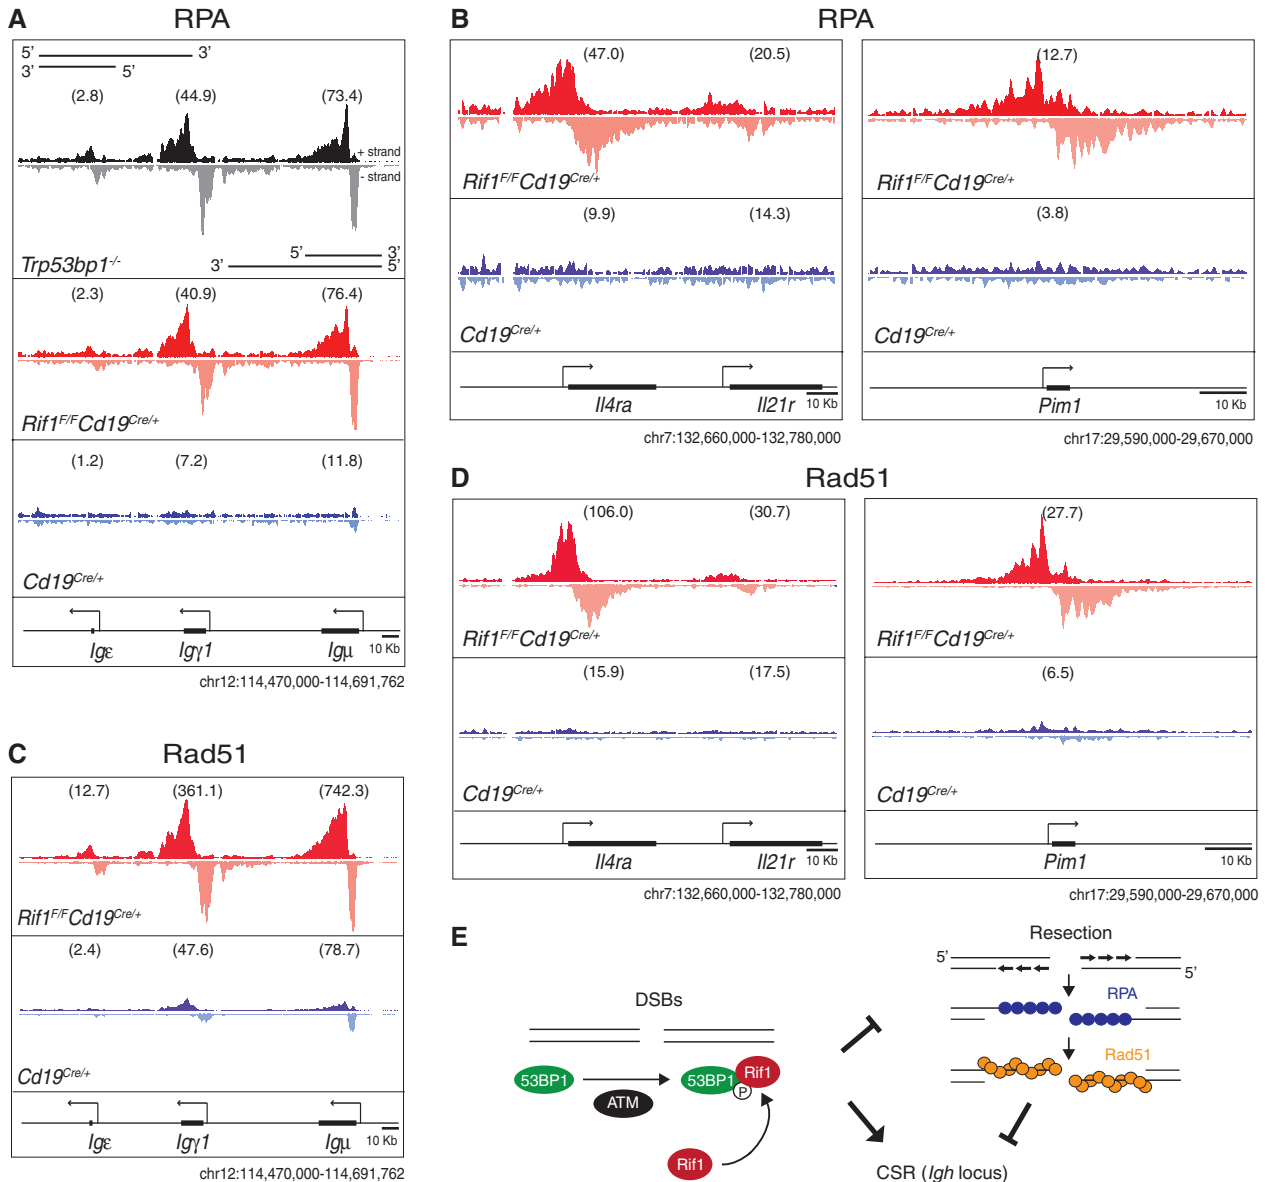 A
RPA
5’ 3’
3’ 5’
(2.8) (44.9) (73.4)
+ strand
- strand
5’ 3’
Trp53bp1-/- 3’ 5’
(2.3) (40.9) (76.4)
Rif1F/FCd19Cre/+
(1.2) (7.2) (11.8)
Cd19Cre/+
Igε Igγ1 Igμ 10 Kb
chr12:114,470,000-114,691,762
B
RPA
(47.0) (20.5)
Rif1F/FCd19Cre/+
(9.9) (14.3)
Cd19Cre/+
Il4ra Il21r 10 Kb
chr7:132,660,000-132,780,000
(12.7)
Rif1F/FCd19Cre/+
(3.8)
Cd19Cre/+
Pim1 10 Kb
chr17:29,590,000-29,670,000
C
Rad51
(12.7) (361.1) (742.3)
Rif1F/FCd19Cre/+
(2.4) (47.6) (78.7)
Cd19Cre/+
Igε Igγ1 Igμ 10 Kb
chr12:114,470,000-114,691,762
D
Rad51
(106.0) (30.7)
Rif1F/FCd19Cre/+
(15.9) (17.5)
Cd19Cre/+
Il4ra Il21r 10 Kb
chr7:132,660,000-132,780,000
(27.7)
Rif1F/FCd19Cre/+
(6.5)
Cd19Cre/+
Pim1 10 Kb
chr17:29,590,000-29,670,000
E
DSBs
53BP1
ATM
53BP1 Rif1
P
Rif1
Resection
5’
5’
RPA
Rad51
CSR (Igh locus)